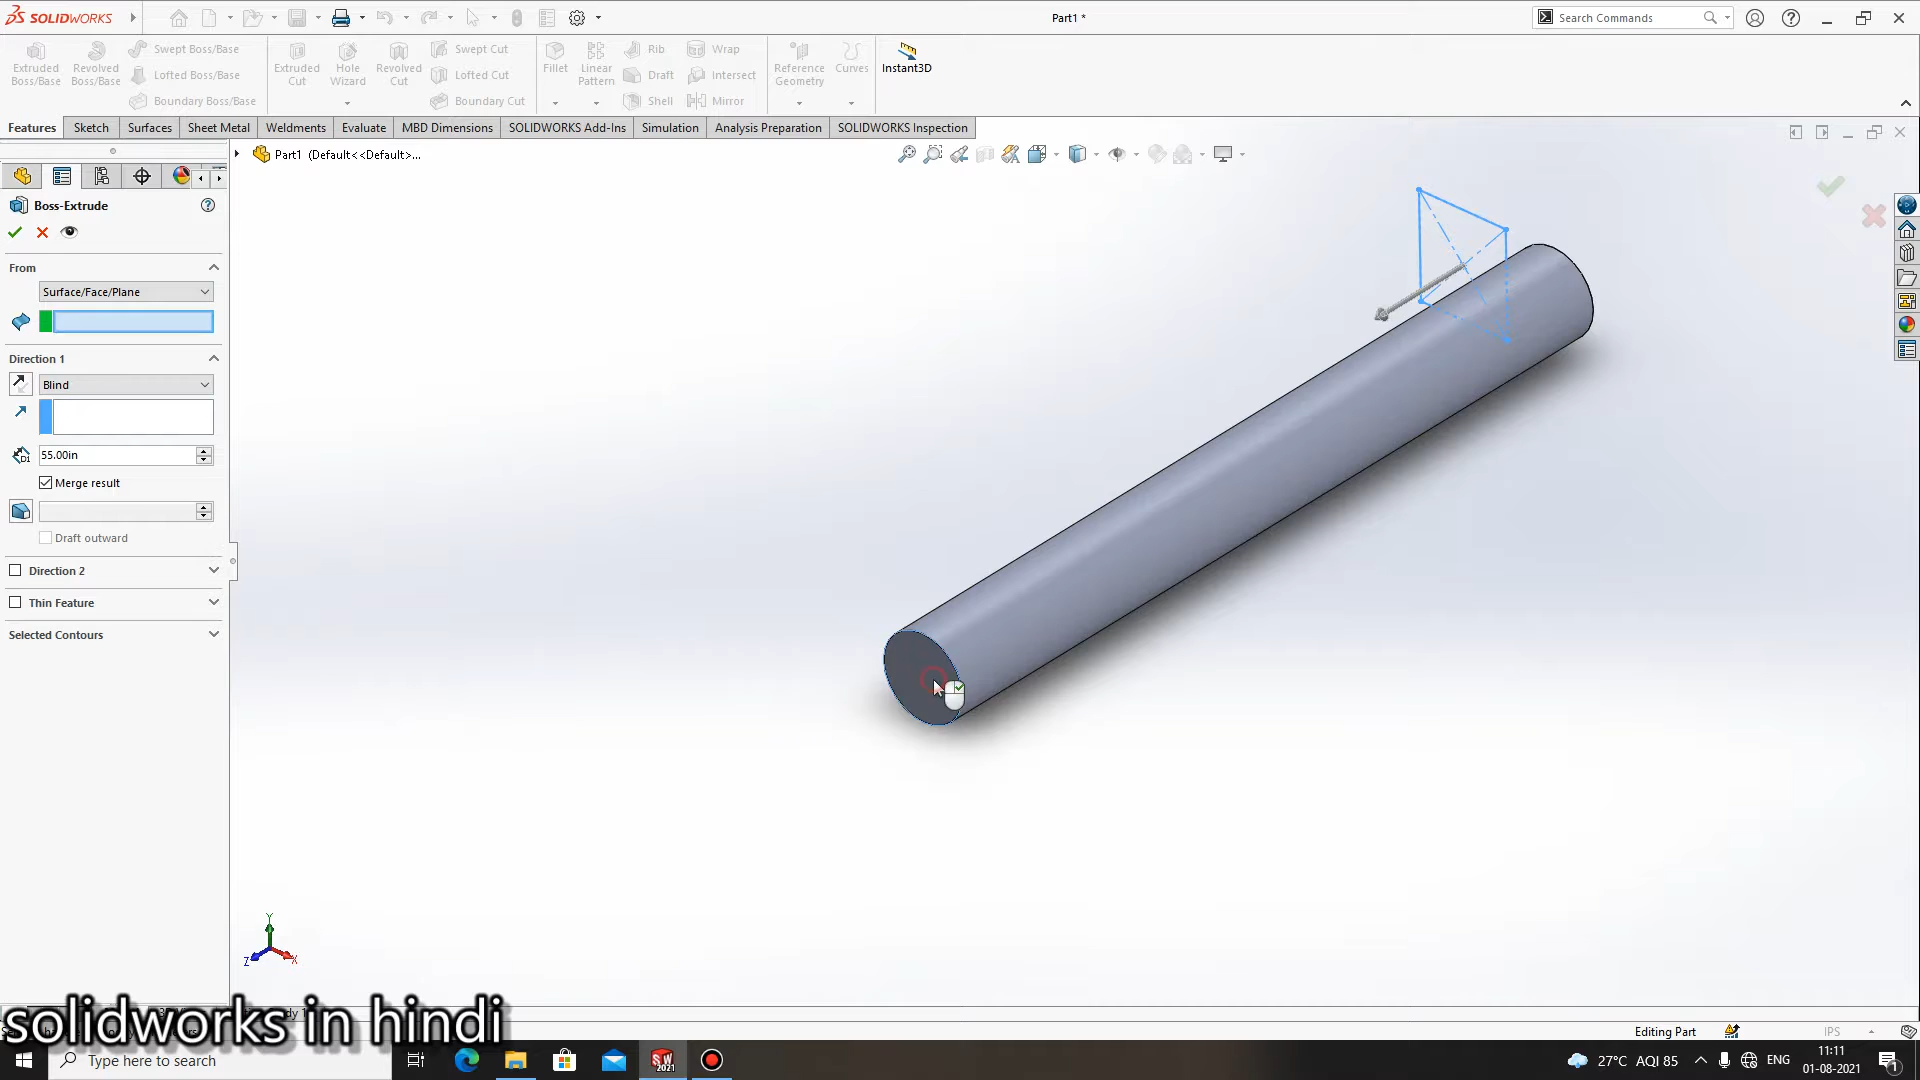 SOLIDWORKS
Part1 *
Search Commands
Extruded Boss/Base
Revolved Boss/Base
Swept Boss/Base
Lofted Boss/Base
Boundary Boss/Base
Extruded Cut
Hole Wizard
Revolved Cut
Swept Cut
Lofted Cut
Boundary Cut
Fillet
Linear Pattern
Rib
Draft
Shell
Wrap
Intersect
Mirror
Reference Geometry
Curves
Instant3D
Features
Sketch
Surfaces
Sheet Metal
Weldments
Evaluate
MBD Dimensions
SOLIDWORKS Add-Ins
Simulation
Analysis Preparation
SOLIDWORKS Inspection
Part1 (Default<<Default>...
Boss-Extrude
From
Surface/Face/Plane
Direction 1
Blind
D1
55.00in
Merge result
Draft outward
Direction 2
Thin Feature
Selected Contours
Y
Z
X
solidworks in hindi
Editing Part
IPS
Type here to search
SW
2021
27°C AQI 85
ENG
11:11
01-08-2021
1